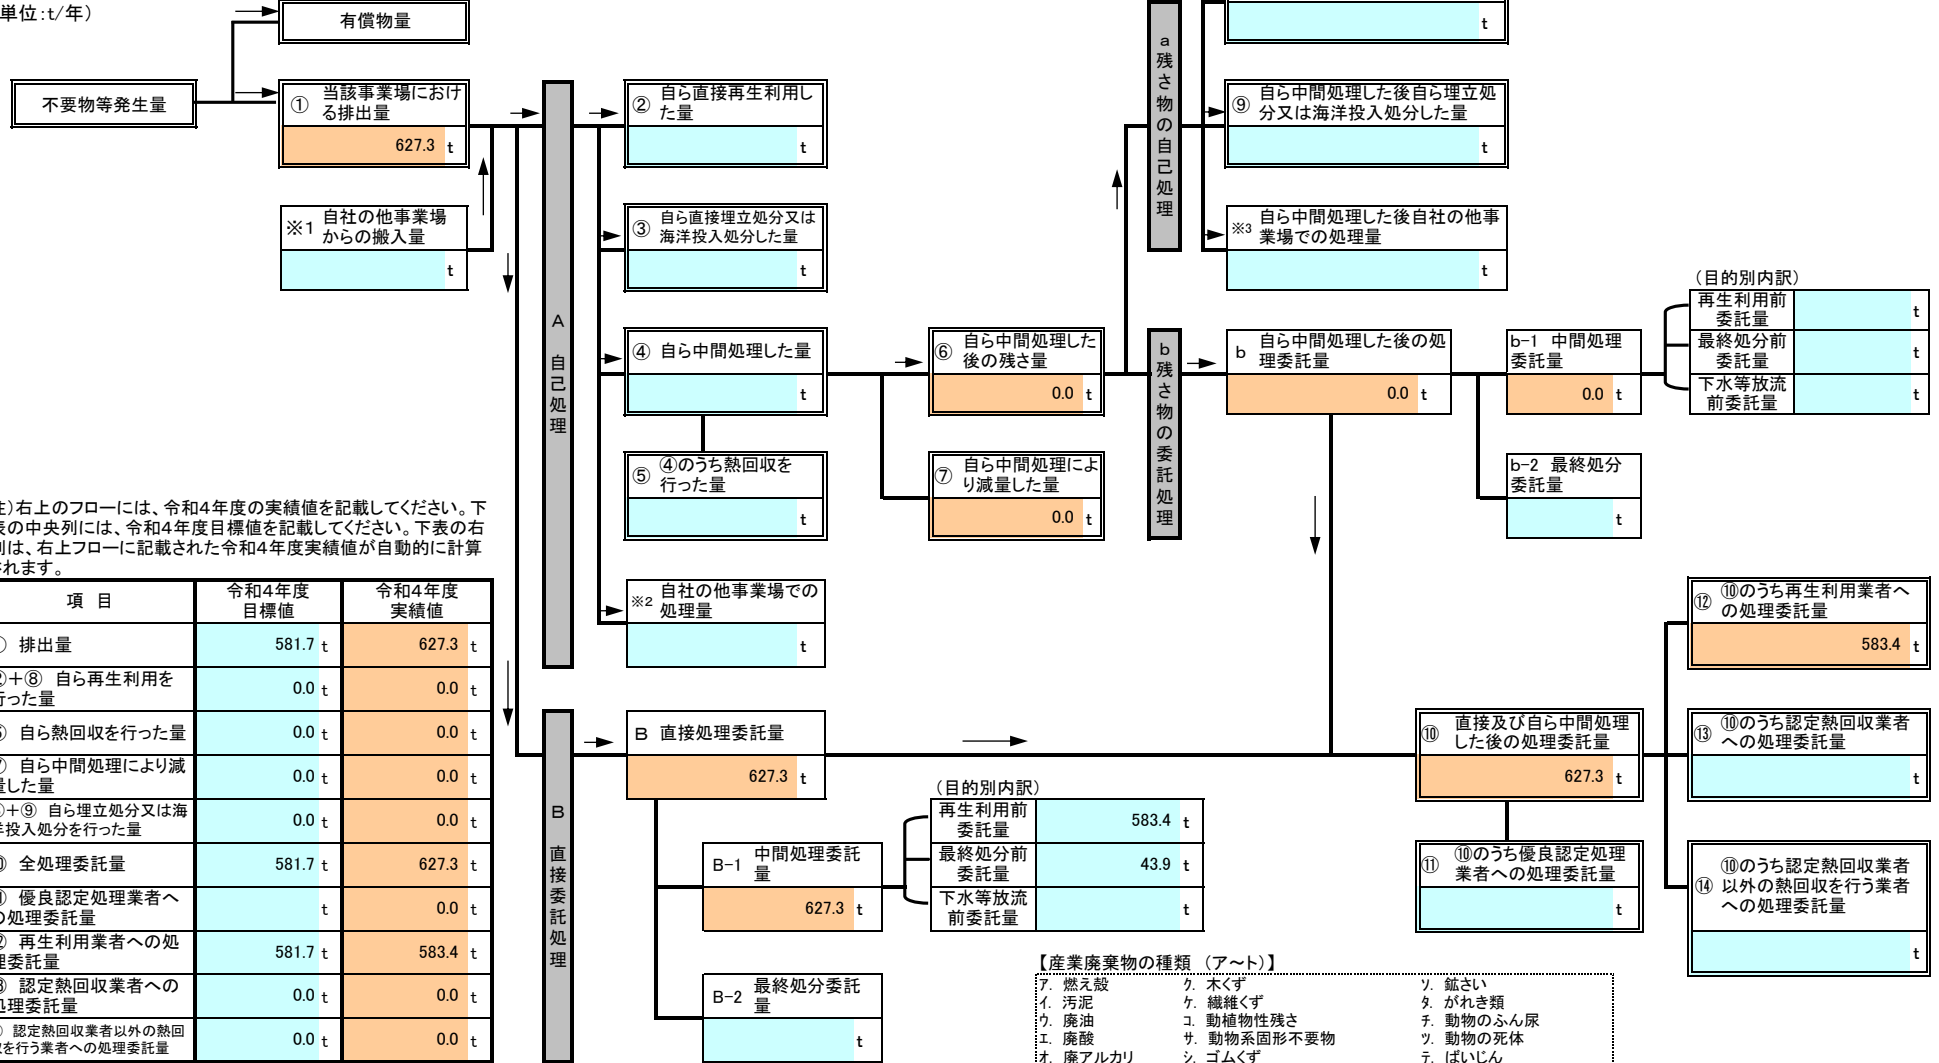 単位:t/年）
有償物量
不要物等発生量
① 当該事業場におけ
る排出量
627.3 t
※1 自社の他事業場
からの搬入量
t
A 自己処理
② 自ら直接再生利用し
た量
t
③ 自ら直接埋立処分又は
海洋投入処分した量
t
④ 自ら中間処理した量
t
⑤ ④のうち熱回収を
行った量
t
※2 自社の他事業場での
処理量
t
⑥ 自ら中間処理した
後の残さ量
0.0 t
⑦ 自ら中間処理によ
り減量した量
0.0 t
a 残さ物の自己処理
t
⑨ 自ら中間処理した後自ら埋立処
分又は海洋投入処分した量
t
※3 自ら中間処理した後自社の他事
業場での処理量
t
b 残さ物の委託処理
b 自ら中間処理した後の処
理委託量
0.0 t
b-1 中間処理
委託量
0.0 t
b-2 最終処分
委託量
t
（目的別内訳）
再生利用前
委託量
t
最終処分前
委託量
t
下水等放流
前委託量
t
注）右上のフローには、令和４年度の実績値を記載してください。下
表の中央列には、令和４年度目標値を記載してください。下表の右
列は、右上フローに記載された令和４年度実績値が自動的に計算
されます。
項 目 令和４年度
目標値 令和４年度
実績値
排出量 581.7 t 627.3 t
②＋⑧ 自ら再生利用を
行った量 0.0 t 0.0 t
自ら熱回収を行った量 0.0 t 0.0 t
自ら中間処理により減
量した量 0.0 t 0.0 t
＋⑨ 自ら埋立処分又は海
洋投入処分を行った量 0.0 t 0.0 t
全処理委託量 581.7 t 627.3 t
優良認定処理業者へ
の処理委託量 t 0.0 t
再生利用業者への処
理委託量 581.7 t 583.4 t
認定熱回収業者への
処理委託量 0.0 t 0.0 t
認定熱回収業者以外の熱回
収を行う業者への処理委託量 0.0 t 0.0 t
B 直接委託処理
B 直接処理委託量
627.3 t
B-1 中間処理委託
量
627.3 t
B-2 最終処分委託
量
t
（目的別内訳）
再生利用前
委託量
583.4 t
最終処分前
委託量
43.9 t
下水等放流
前委託量
t
⑩ 直接及び自ら中間処理
した後の処理委託量
627.3 t
⑪ ⑩のうち優良認定処理
業者への処理委託量
t
⑫ ⑩のうち再生利用業者へ
の処理委託量
583.4 t
⑬ ⑩のうち認定熱回収業者
への処理委託量
t
⑭ ⑩のうち認定熱回収業者
以外の熱回収を行う業者
への処理委託量
t
【産業廃棄物の種類 （ア～ト）】
ア. 燃え殻 ク. 木くず ソ. 鉱さい
イ. 汚泥 ケ. 繊維くず タ. がれき類
ウ. 廃油 コ. 動植物性残さ チ. 動物のふん尿
エ. 廃酸 サ. 動物系固形不要物 ツ. 動物の死体
オ. 廃アルカリ シ. ゴムくず テ. ばいじん